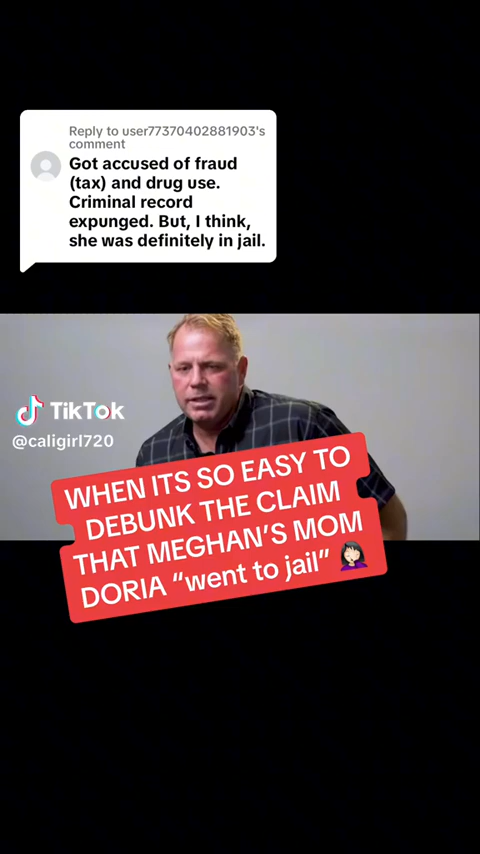 Reply to user77370402881903's
comment
Got accused of fraud
(tax) and drug use.
Criminal record
expunged. But, I think,
she was definitely in jail.
TikTok
@caligirl720
WHEN ITS SO EASY TO
DEBUNK THE CLAIM
THAT MEGHAN'S MOM
DORIA “went to jail” 🤦🏻‍♀️